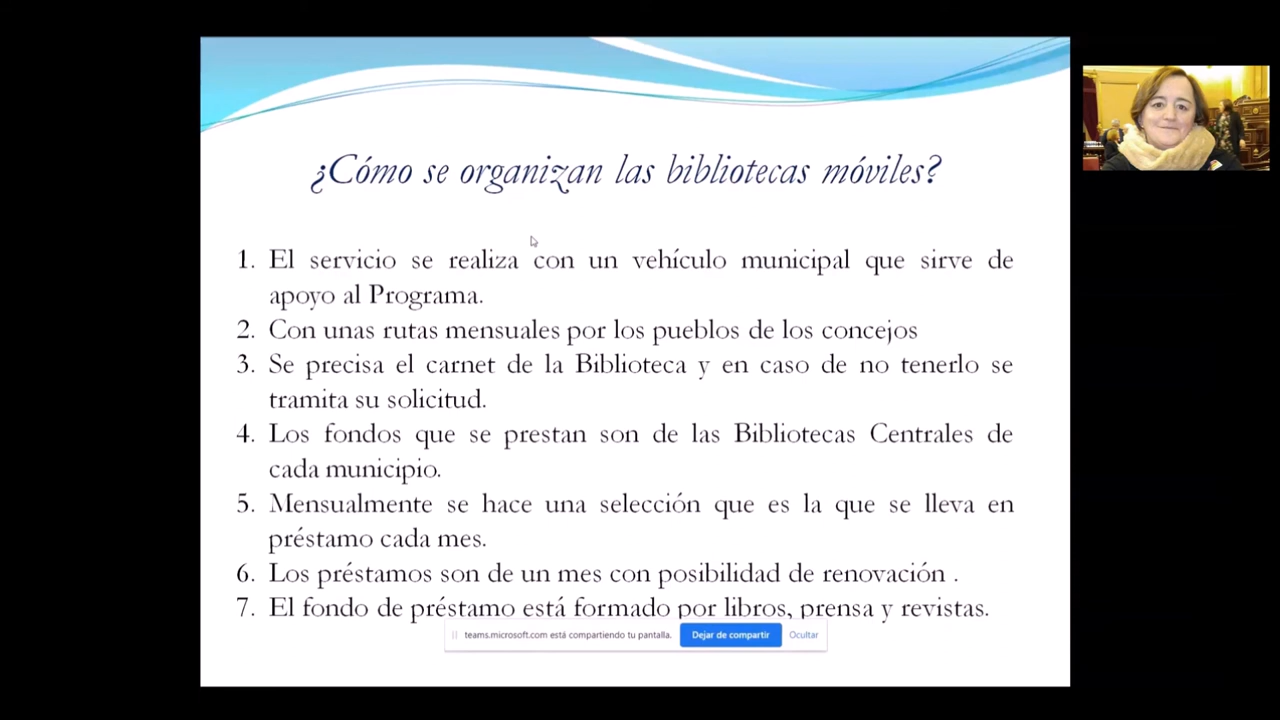 ¿Cómo se organizan las bibliotecas móviles?
1. El servicio se realiza con un vehículo municipal que sirve de
apoyo al Programa.
2. Con unas rutas mensuales por los pueblos de los concejos
3. Se precisa el carnet de la Biblioteca y en caso de no tenerlo se
tramita su solicitud.
4. Los fondos que se prestan son de las Bibliotecas Centrales de
cada municipio.
5. Mensualmente se hace una selección que es la que se lleva en
préstamo cada mes.
6. Los préstamos son de un mes con posibilidad de renovación .
7. El fondo de préstamo está formado por libros, prensa y revistas.
teams.microsoft.com está compartiendo tu pantalla. Dejar de compartir Ocultar